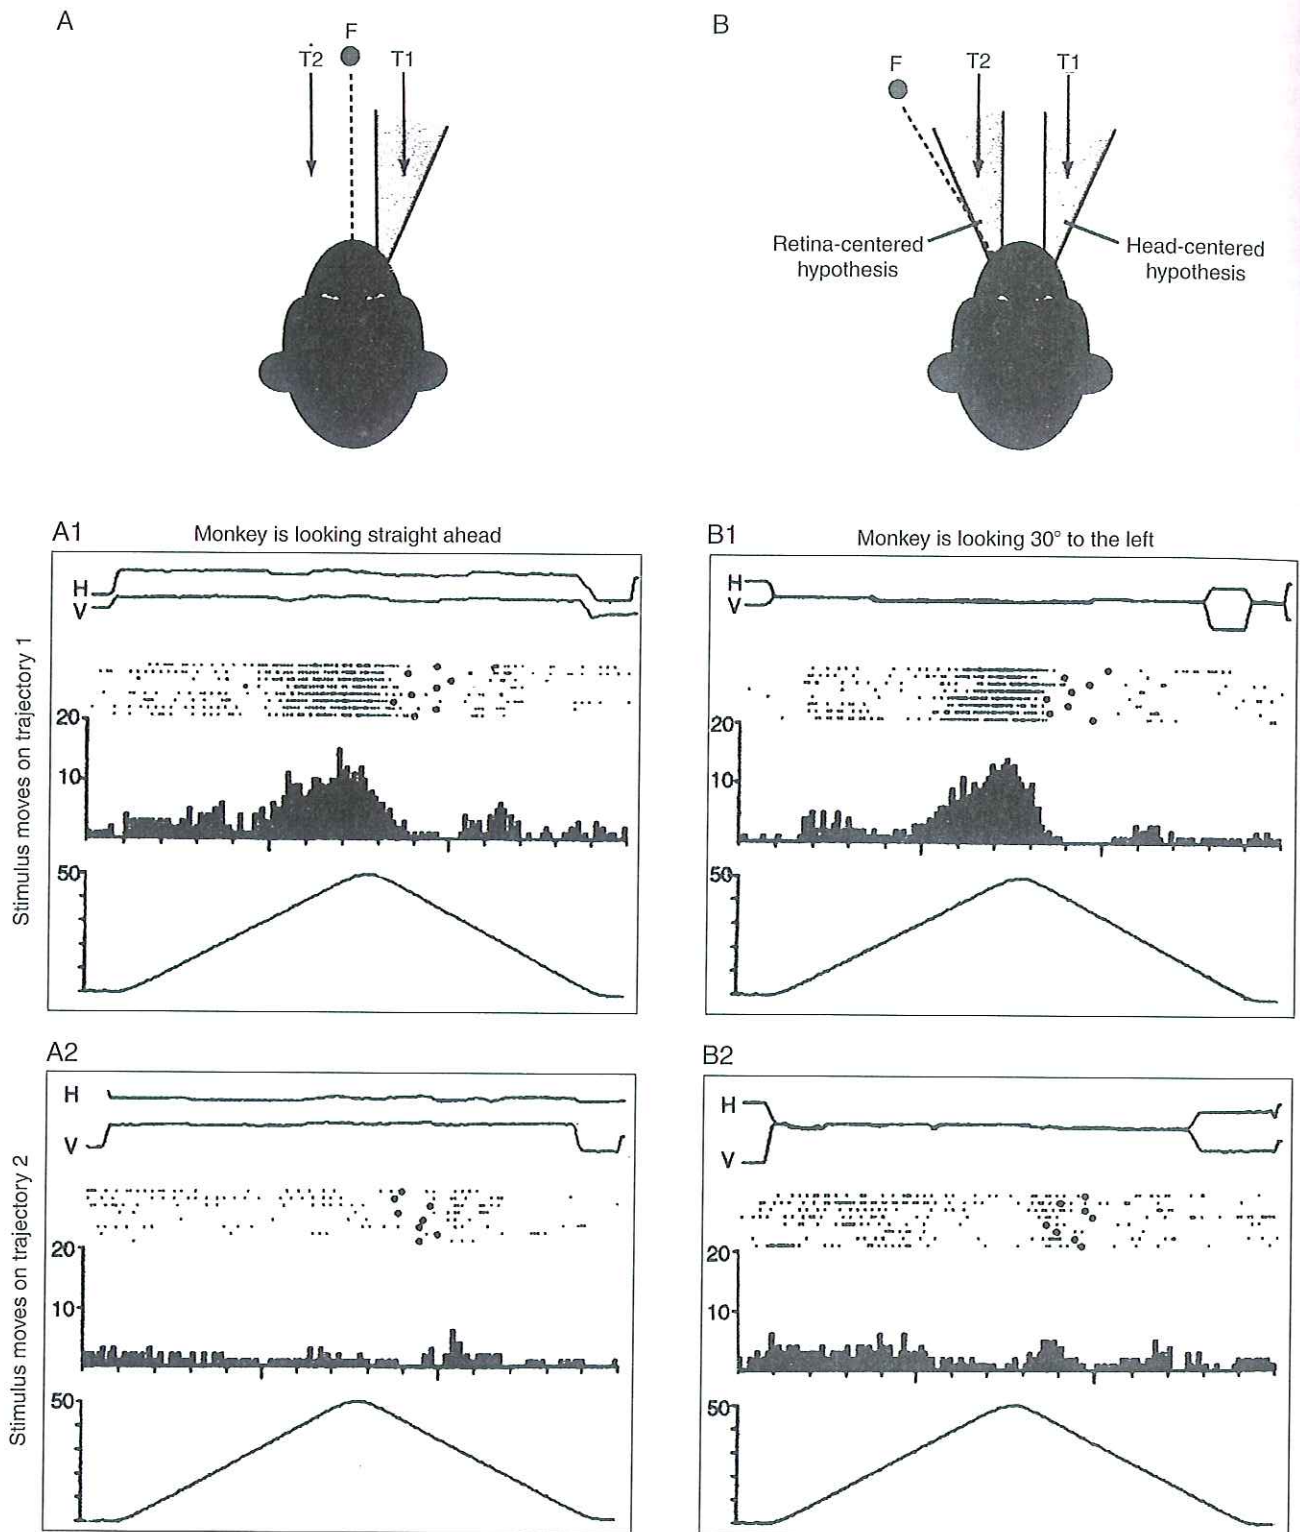 A
F
T2
T1
B
F
T2
T1
Retina-centered
hypothesis
Head-centered
hypothesis
A1
Monkey is looking straight ahead
H
V
20
10
50
B1
Monkey is looking 30° to the left
H
V
20
10
50
Stimulus moves on trajectory 1
A2
H
V
20
10
50
B2
H
V
20
10
50
Stimulus moves on trajectory 2